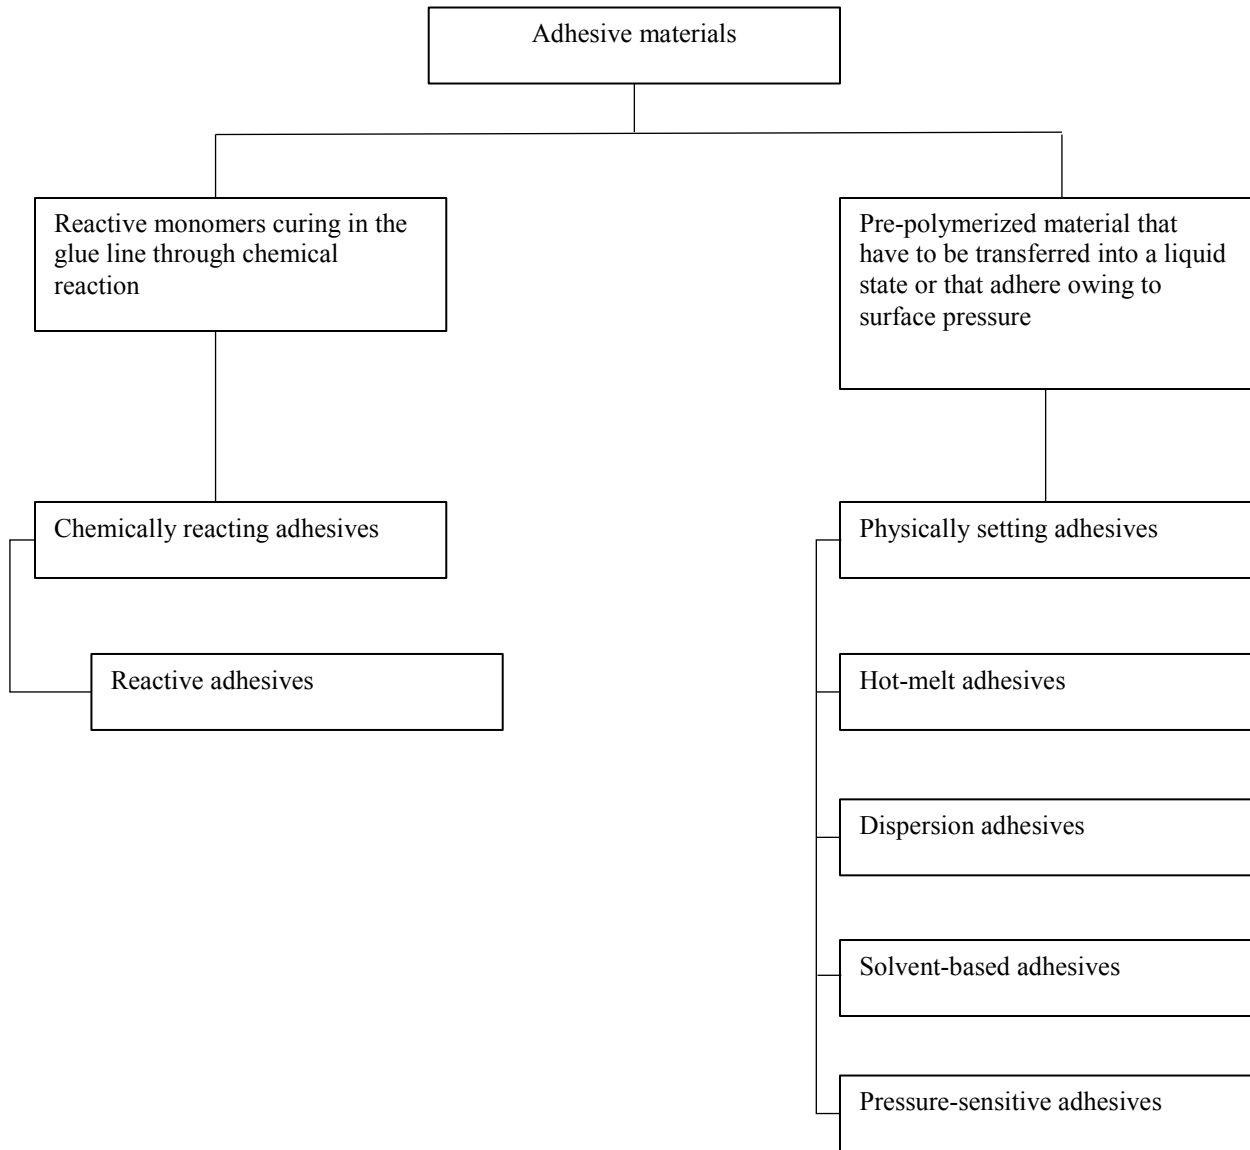 Adhesive materials
Reactive monomers curing in the
glue line through chemical
reaction
Pre-polymerized material that
have to be transferred into a liquid
state or that adhere owing to
surface pressure
Chemically reacting adhesives
Physically setting adhesives
Reactive adhesives
Hot-melt adhesives
Dispersion adhesives
Solvent-based adhesives
Pressure-sensitive adhesives